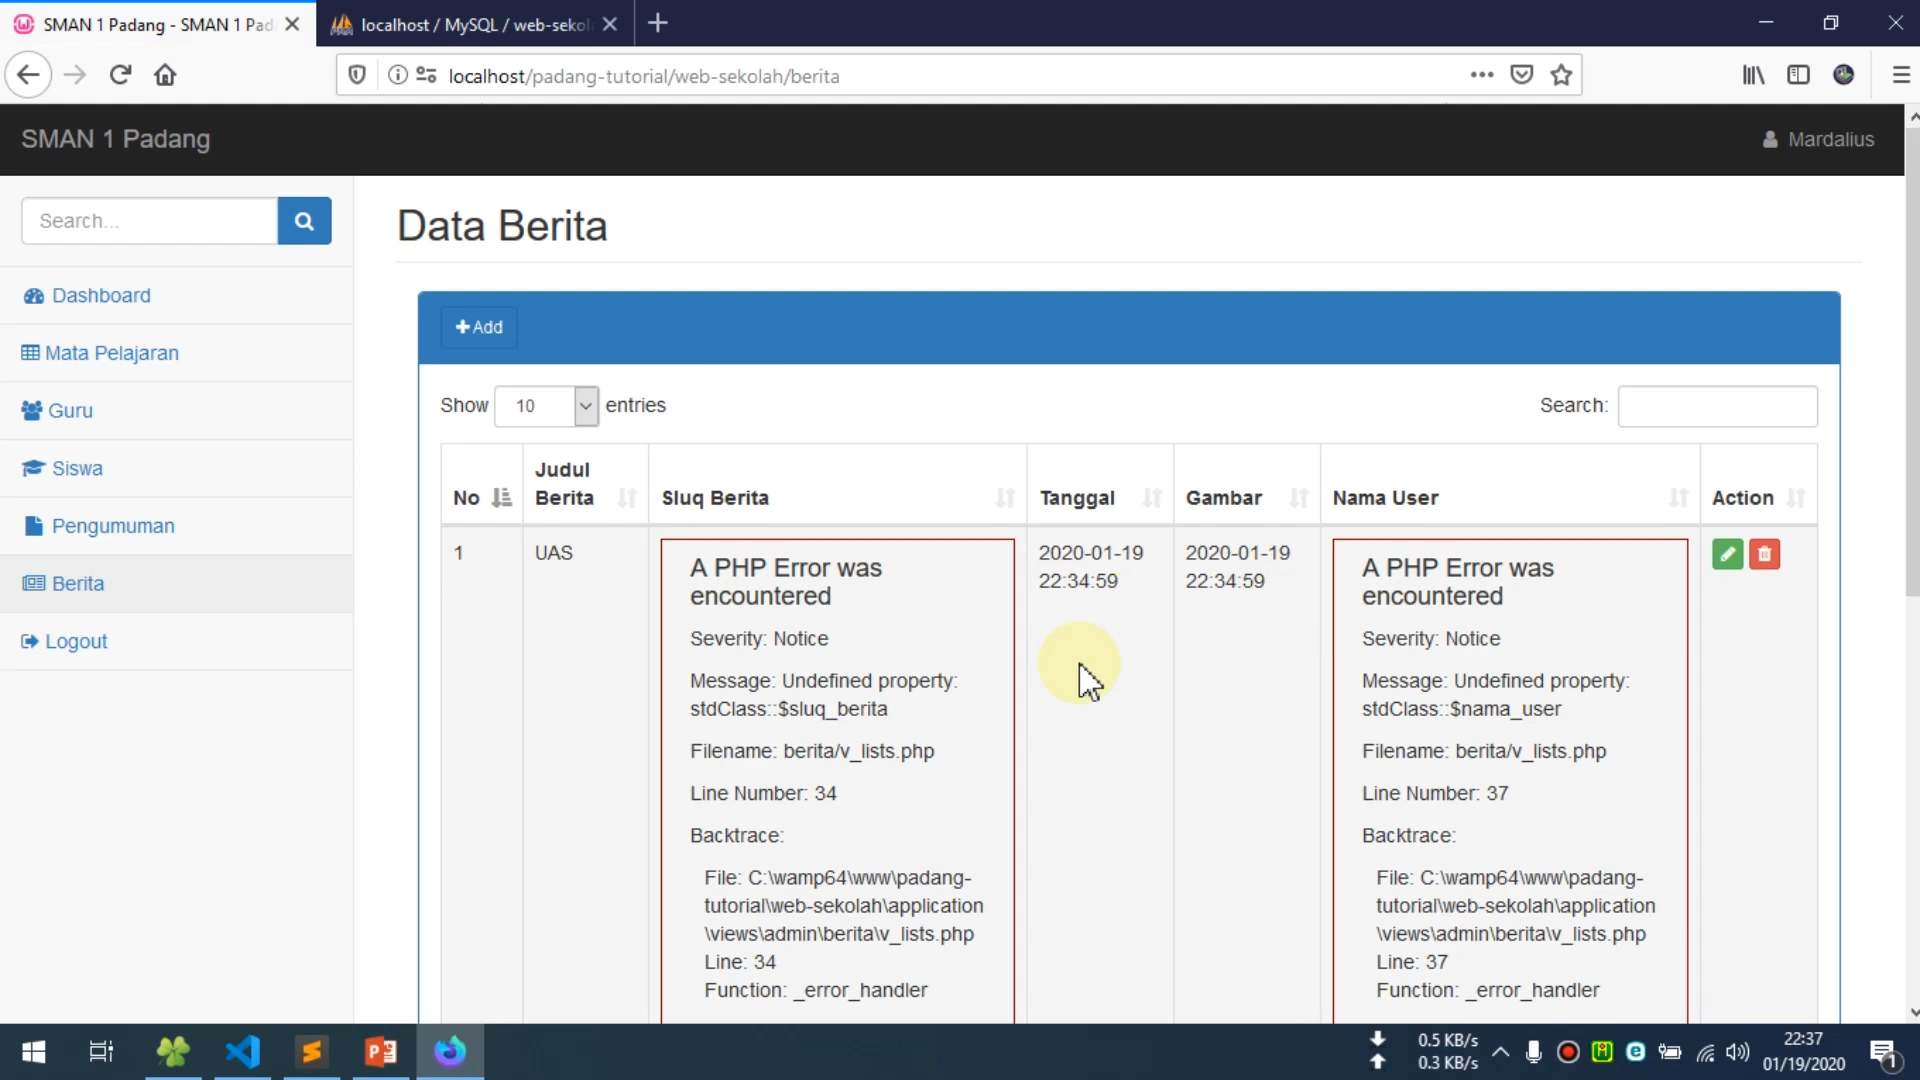 SMAN 1 Padang - SMAN 1 Pad
localhost / MySQL / web-sekol
localhost/padang-tutorial/web-sekolah/berita
SMAN 1 Padang
Mardalius
Search...
Dashboard
Mata Pelajaran
Guru
Siswa
Pengumuman
Berita
Logout
Data Berita
Add
Show 10 entries
Search:
No
Judul Berita
Sluq Berita
Tanggal
Gambar
Nama User
Action
1
UAS
A PHP Error was
encountered
Severity: Notice
Message: Undefined property:
stdClass::$sluq_berita
Filename: berita/v_lists.php
Line Number: 34
Backtrace:
File: C:\wamp64\www\padang-
tutorial\web-sekolah\application
\views\admin\berita\v_lists.php
Line: 34
Function: _error_handler
2020-01-19
22:34:59
2020-01-19
22:34:59
A PHP Error was
encountered
Severity: Notice
Message: Undefined property:
stdClass::$nama_user
Filename: berita/v_lists.php
Line Number: 37
Backtrace:
File: C:\wamp64\www\padang-
tutorial\web-sekolah\application
\views\admin\berita\v_lists.php
Line: 37
Function: _error_handler
0.5 KB/s
0.3 KB/s
22:37
01/19/2020
1